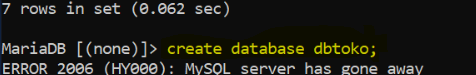 7 rows in set (0.062 sec)
MariaDB [(none)]> create database dbtoko;
ERROR 2006 (HY000): MySQL server has gone away